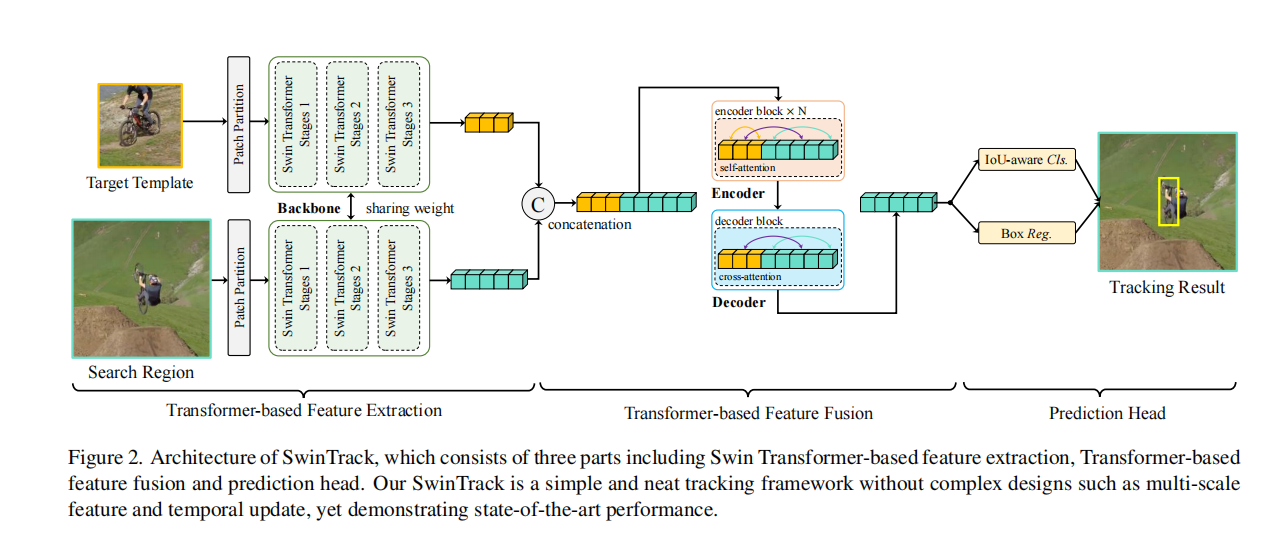 Target Template
Patch Partition
Swin Transformer
Stages 1
Swin Transformer
Stages 2
Swin Transformer
Stages 3
Backbone
sharing weight
Search Region
Patch Partition
Swin Transformer
Stages 1
Swin Transformer
Stages 2
Swin Transformer
Stages 3
Transformer-based Feature Extraction
C
concatenation
encoder block × N
self-attention
Encoder
decoder block
cross-attention
Decoder
Transformer-based Feature Fusion
IoU-aware Cls.
Box Reg.
Tracking Result
Prediction Head
Figure 2. Architecture of SwinTrack, which consists of three parts including Swin Transformer-based feature extraction, Transformer-based
feature fusion and prediction head. Our SwinTrack is a simple and neat tracking framework without complex designs such as multi-scale
feature and temporal update, yet demonstrating state-of-the-art performance.